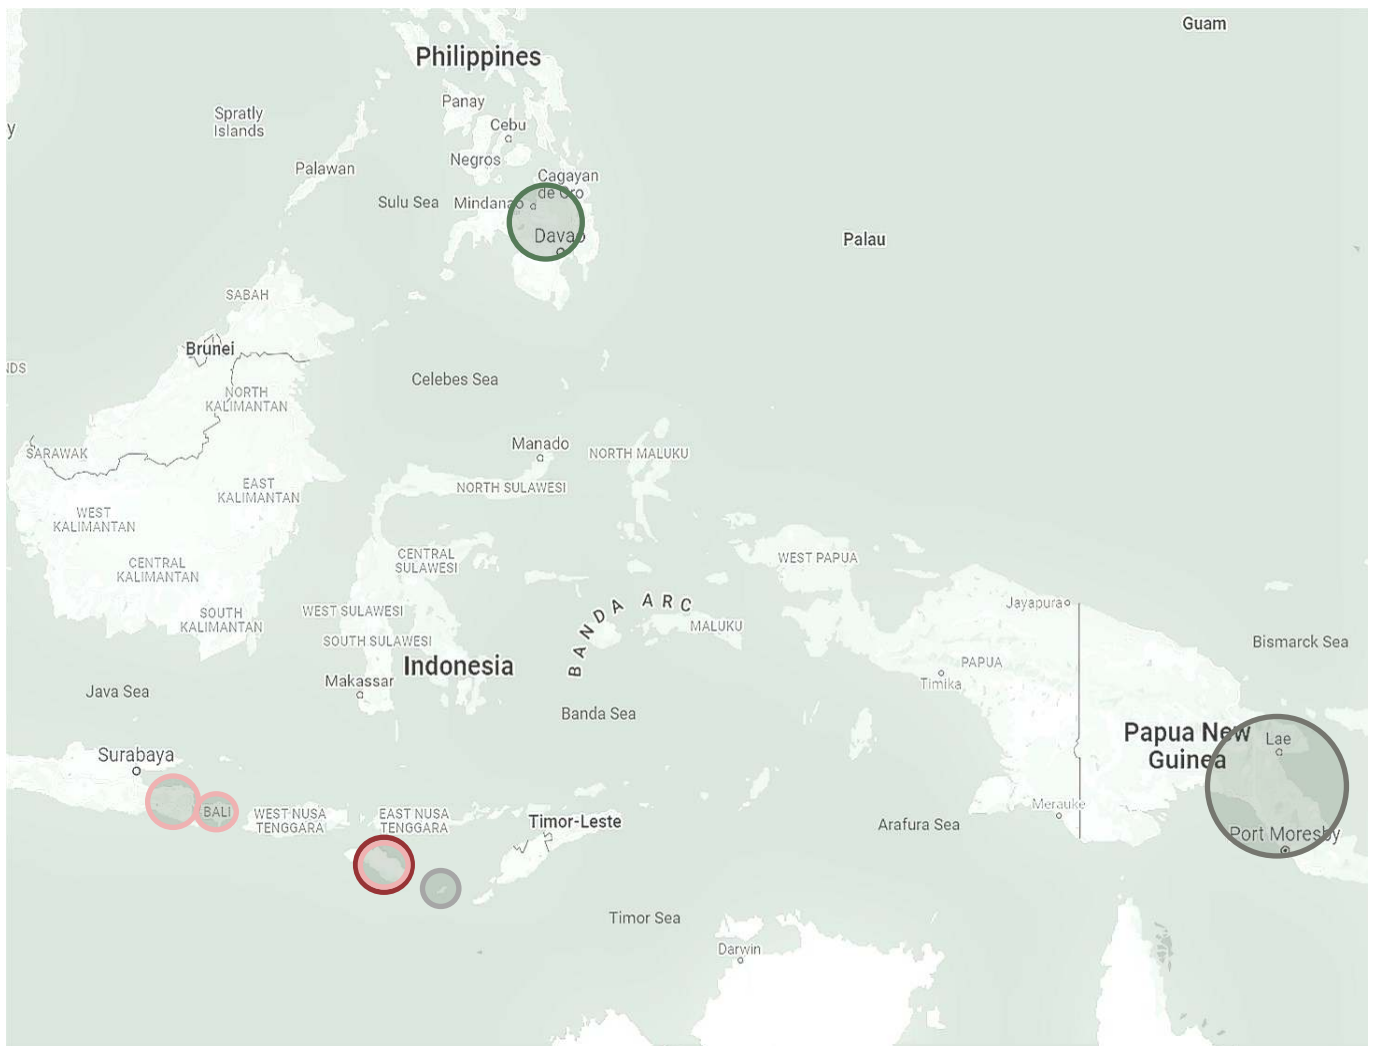 Guam
Philippines
Panay
Spratly
Islands
Cebu
y
Negros
Palawan
Cagayan
de Oro
Sulu Sea
Mindanao
Davao
Palau
SABAH
Brunei
NDS
Celebes Sea
NORTH
KALIMANTAN
Manado
SARAWAK
NORTH MALUKU
EAST
KALIMANTAN
NORTH SULAWESI
WEST
KALIMANTAN
CENTRAL
SULAWESI
WEST PAPUA
CENTRAL
KALIMANTAN
BANDA ARC
Jayapura
WEST SULAWESI
SOUTH
KALIMANTAN
MALUKU
SOUTH SULAWESI
Bismarck Sea
Indonesia
PAPUA
Makassar
Timika
Java Sea
Banda Sea
Papua New
Guinea
Lae
Surabaya
Merauke
BALI
WEST NUSA
TENGGARA
EAST NUSA
TENGGARA
Timor-Leste
Arafura Sea
Port Moresby
Timor Sea
Darwin